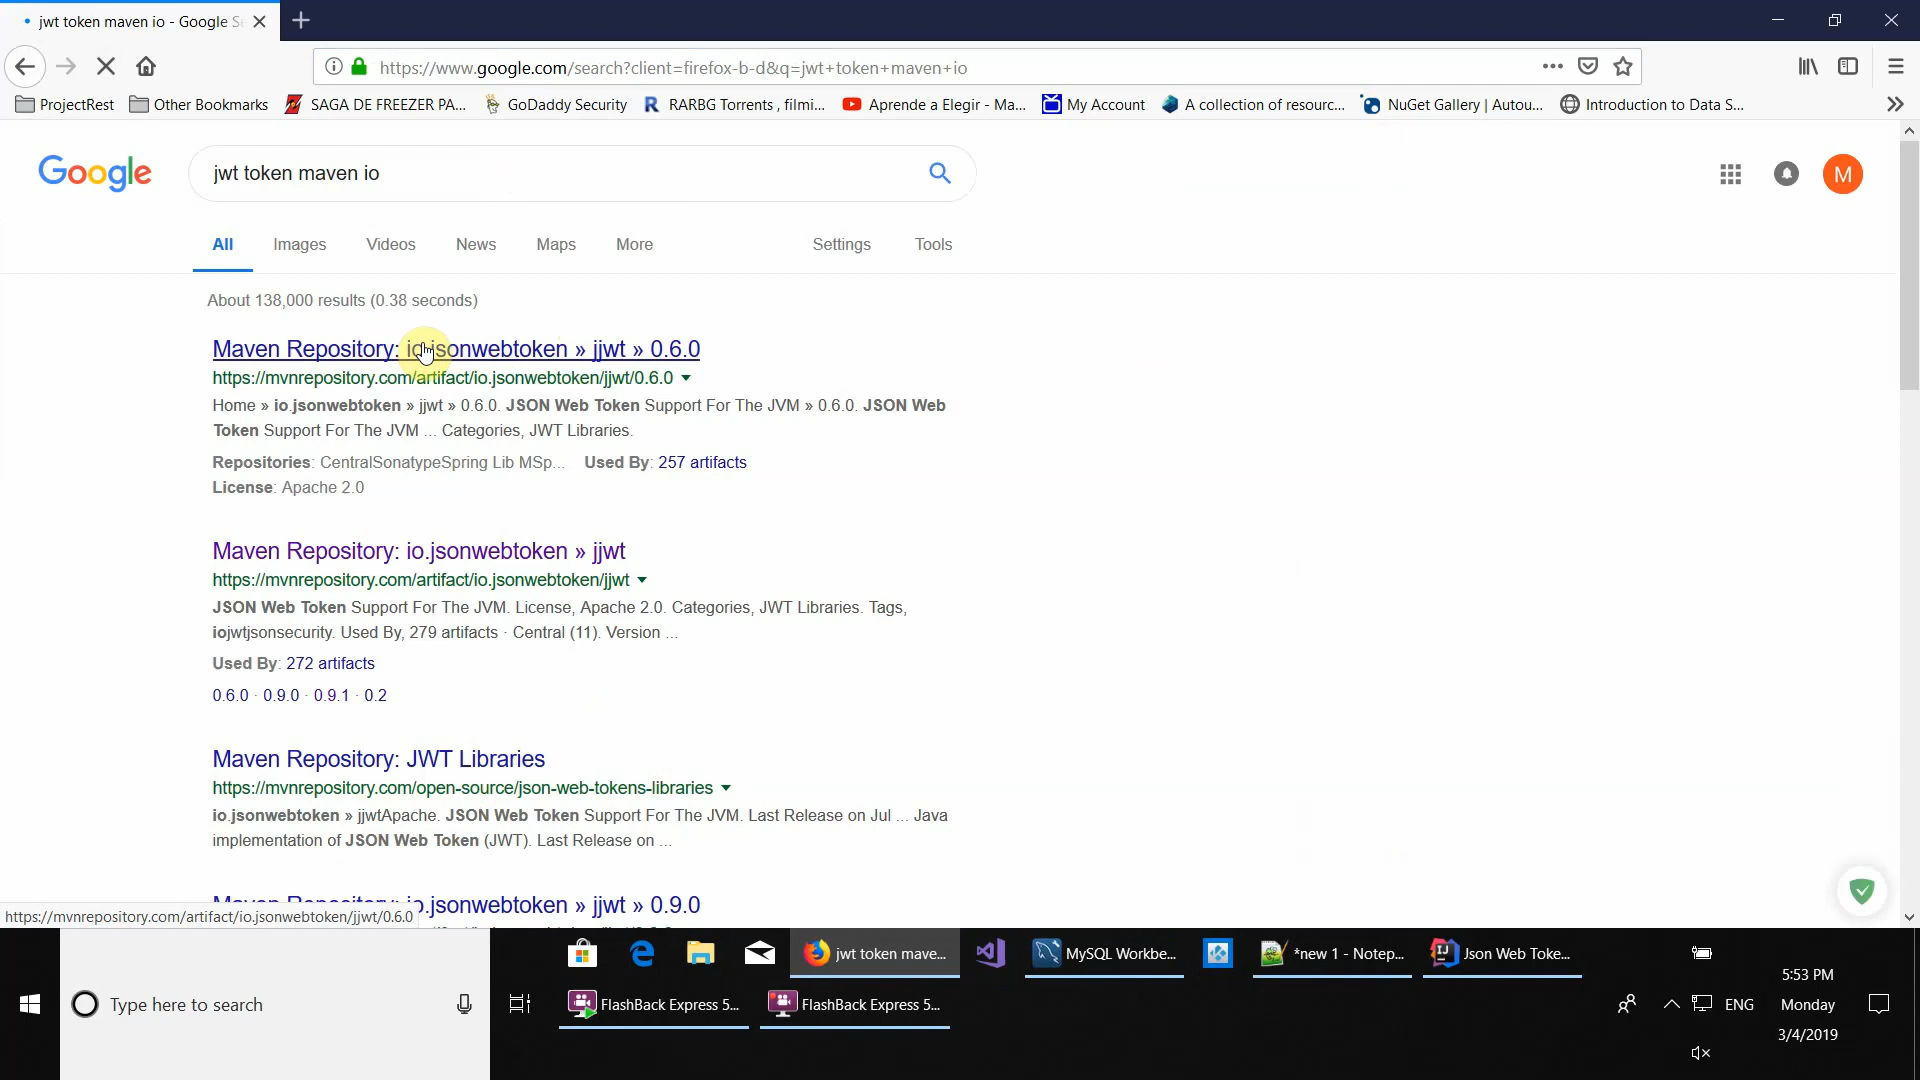 jwt token maven io - Google Se
https://www.google.com/search?client=firefox-b-d&q=jwt+token+maven+io
ProjectRest Other Bookmarks SAGA DE FREEZER PA... GoDaddy Security RARBG Torrents , filmi... Aprende a Elegir - Ma... My Account A collection of resourc... NuGet Gallery | Autou... Introduction to Data S...
Google jwt token maven io M
All Images Videos News Maps More Settings Tools
About 138,000 results (0.38 seconds)
Maven Repository: io.jsonwebtoken » jjwt » 0.6.0
https://mvnrepository.com/artifact/io.jsonwebtoken/jjwt/0.6.0
Home » io.jsonwebtoken » jjwt » 0.6.0. JSON Web Token Support For The JVM » 0.6.0. JSON Web
Token Support For The JVM ... Categories, JWT Libraries.
Repositories: CentralSonatypeSpring Lib MSp... Used By: 257 artifacts
License: Apache 2.0
Maven Repository: io.jsonwebtoken » jjwt
https://mvnrepository.com/artifact/io.jsonwebtoken/jjwt
JSON Web Token Support For The JVM. License, Apache 2.0. Categories, JWT Libraries. Tags,
iojwtjsonsecurity. Used By, 279 artifacts · Central (11). Version ...
Used By: 272 artifacts
0.6.0 · 0.9.0 · 0.9.1 · 0.2
Maven Repository: JWT Libraries
https://mvnrepository.com/open-source/json-web-tokens-libraries
io.jsonwebtoken » jjwtApache. JSON Web Token Support For The JVM. Last Release on Jul ... Java
implementation of JSON Web Token (JWT). Last Release on ...
Maven Repository: io.jsonwebtoken » jjwt » 0.9.0
https://mvnrepository.com/artifact/io.jsonwebtoken/jjwt/0.6.0
jwt token mave... MySQL Workbe... *new 1 - Notep... Json Web Toke...
Type here to search FlashBack Express 5... FlashBack Express 5... ENG
5:53 PM
Monday
3/4/2019